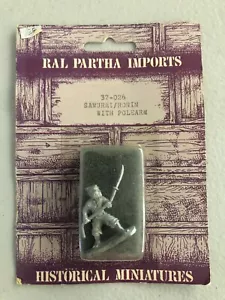 RAL PARTHA IMPORTS
37-026
SAMURAI/RONIN
WITH POLEARM
HISTORICAL MINIATURES